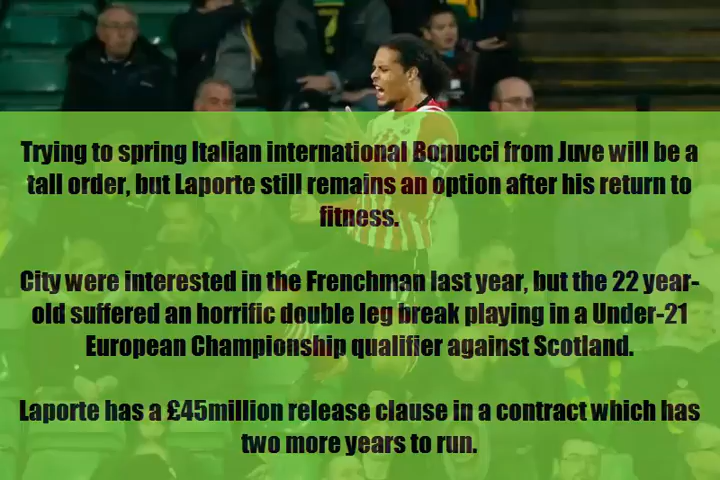 Trying to spring Italian international Bonucci from Juve will be a
tall order, but Laporte still remains an option after his return to
fitness.
City were interested in the Frenchman last year, but the 22 year-
old suffered an horrific double leg break playing in a Under-21
European Championship qualifier against Scotland.
Laporte has a £45million release clause in a contract which has
two more years to run.